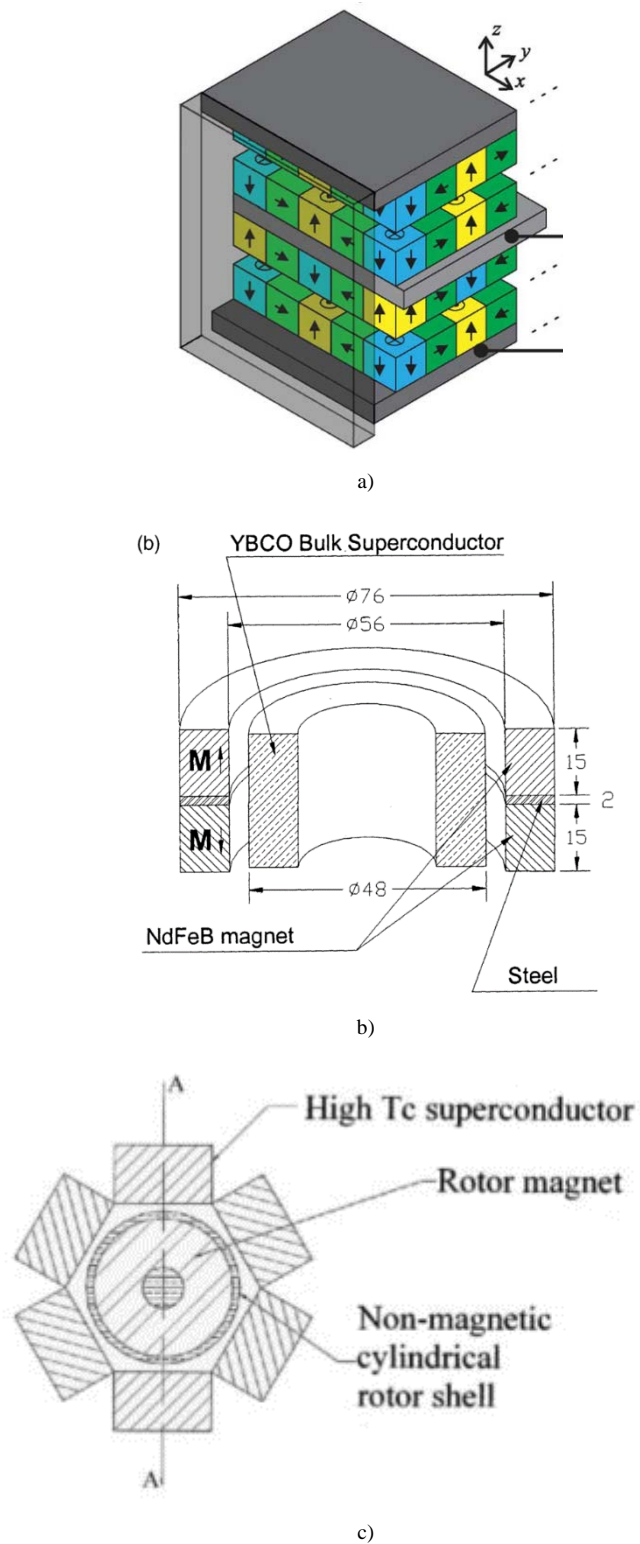 z
y
x
a)
(b)
YBCO Bulk Superconductor
ø76
ø56
M
15
2
M
15
ø48
NdFeB magnet
Steel
b)
A
High Tc superconductor
Rotor magnet
Non-magnetic
cylindrical
rotor shell
A
c)